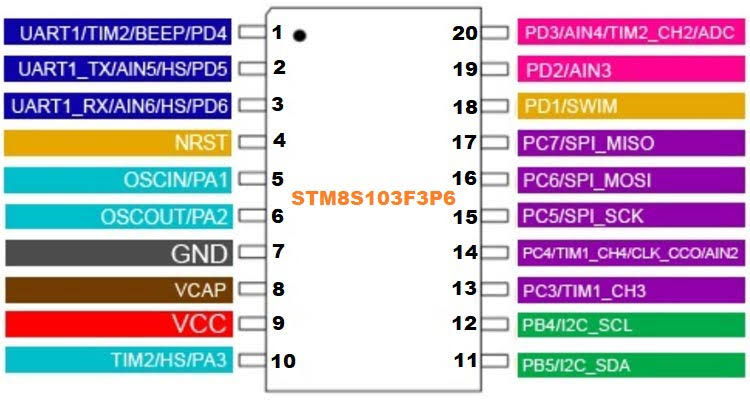 UART1/TIM2/BEEP/PD4 1 20 PD3/AIN4/TIM2_CH2/ADC
UART1_TX/AIN5/HS/PD5 2 19 PD2/AIN3
UART1_RX/AIN6/HS/PD6 3 18 PD1/SWIM
NRST 4 17 PC7/SPI_MISO
OSCIN/PA1 5 16 PC6/SPI_MOSI
STM8S103F3P6
OSCOUT/PA2 6 15 PC5/SPI_SCK
GND 7 14 PC4/TIM1_CH4/CLK_CCO/AIN2
VCAP 8 13 PC3/TIM1_CH3
VCC 9 12 PB4/I2C_SCL
TIM2/HS/PA3 10 11 PB5/I2C_SDA